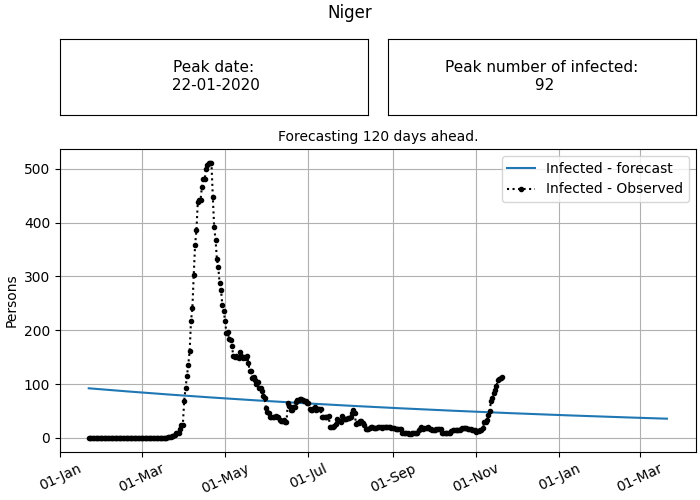 Niger
Peak date:
22-01-2020
Peak number of infected:
92
Forecasting 120 days ahead.
Infected - forecast
Infected - Observed
Persons
500
400
300
200
100
0
01-Jan
01-Mar
01-May
01-Jul
01-Sep
01-Nov
01-Jan
01-Mar